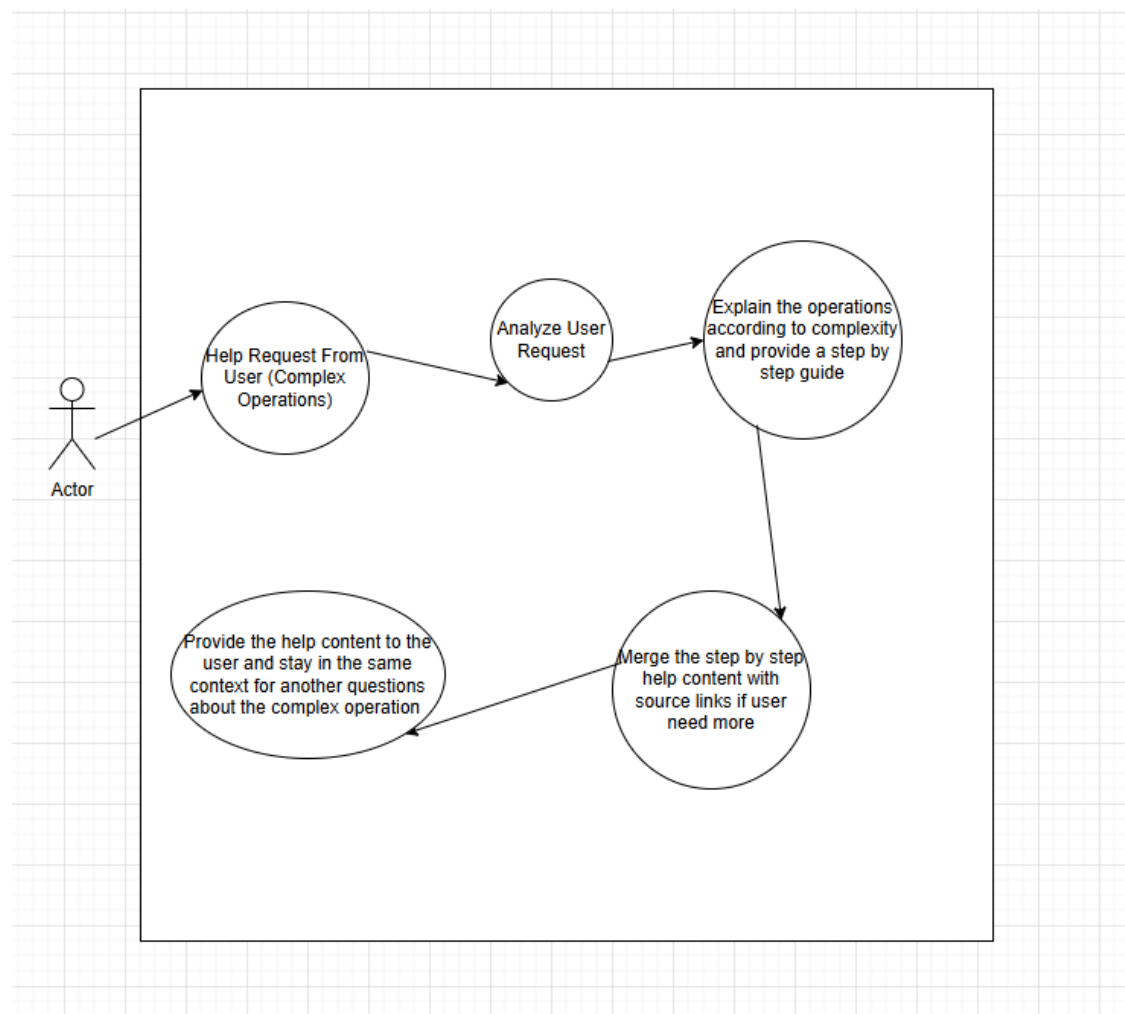 Actor
Help Request From
User (Complex
Operations)
Analyze User
Request
Explain the operations
according to complexity
and provide a step by
step guide
Merge the step by step
help content with
source links if user
need more
Provide the help content to the
user and stay in the same
context for another questions
about the complex operation